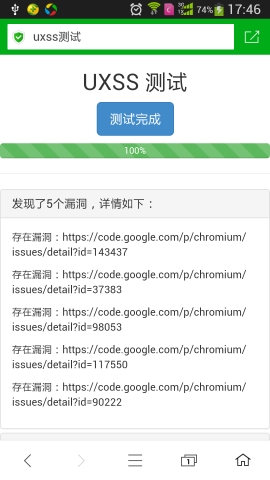 74% 17:46
uxss测试
UXSS 测试
测试完成
100%
发现了5个漏洞，详情如下：
存在漏洞：https://code.google.com/p/chromium/
issues/detail?id=143437
存在漏洞：https://code.google.com/p/chromium/
issues/detail?id=37383
存在漏洞：https://code.google.com/p/chromium/
issues/detail?id=98053
存在漏洞：https://code.google.com/p/chromium/
issues/detail?id=117550
存在漏洞：https://code.google.com/p/chromium/
issues/detail?id=90222
1